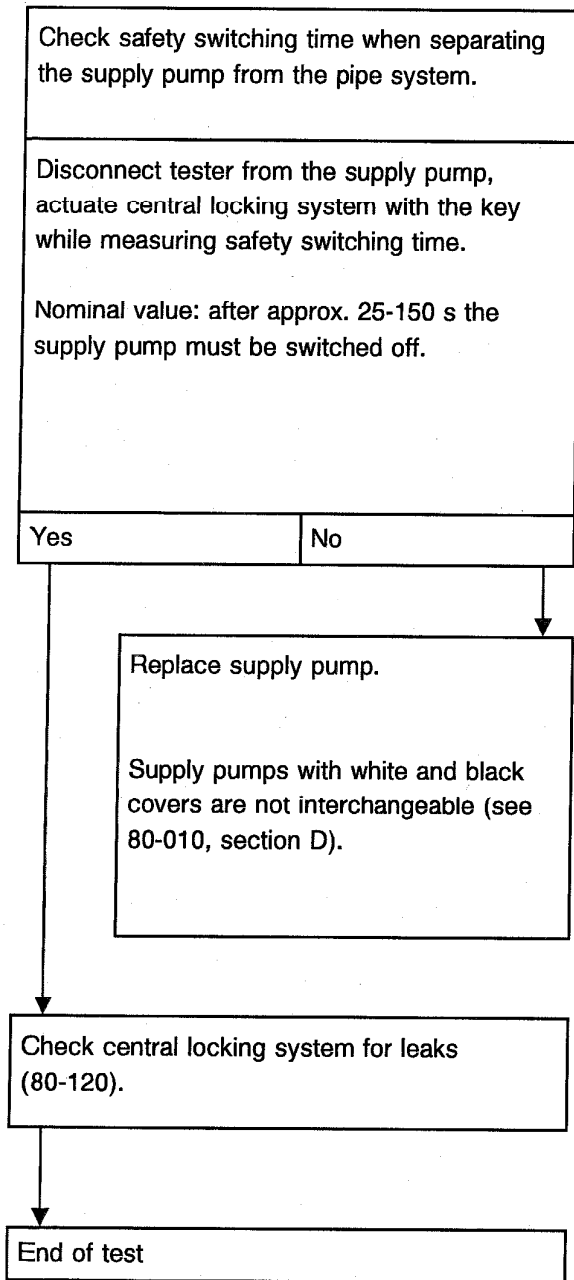 Check safety switching time when separating
the supply pump from the pipe system.
Disconnect tester from the supply pump,
actuate central locking system with the key
while measuring safety switching time.
Nominal value: after approx. 25-150 s the
supply pump must be switched off.
Yes
No
Replace supply pump.
Supply pumps with white and black
covers are not interchangeable (see
80-010, section D).
Check central locking system for leaks
(80-120).
End of test